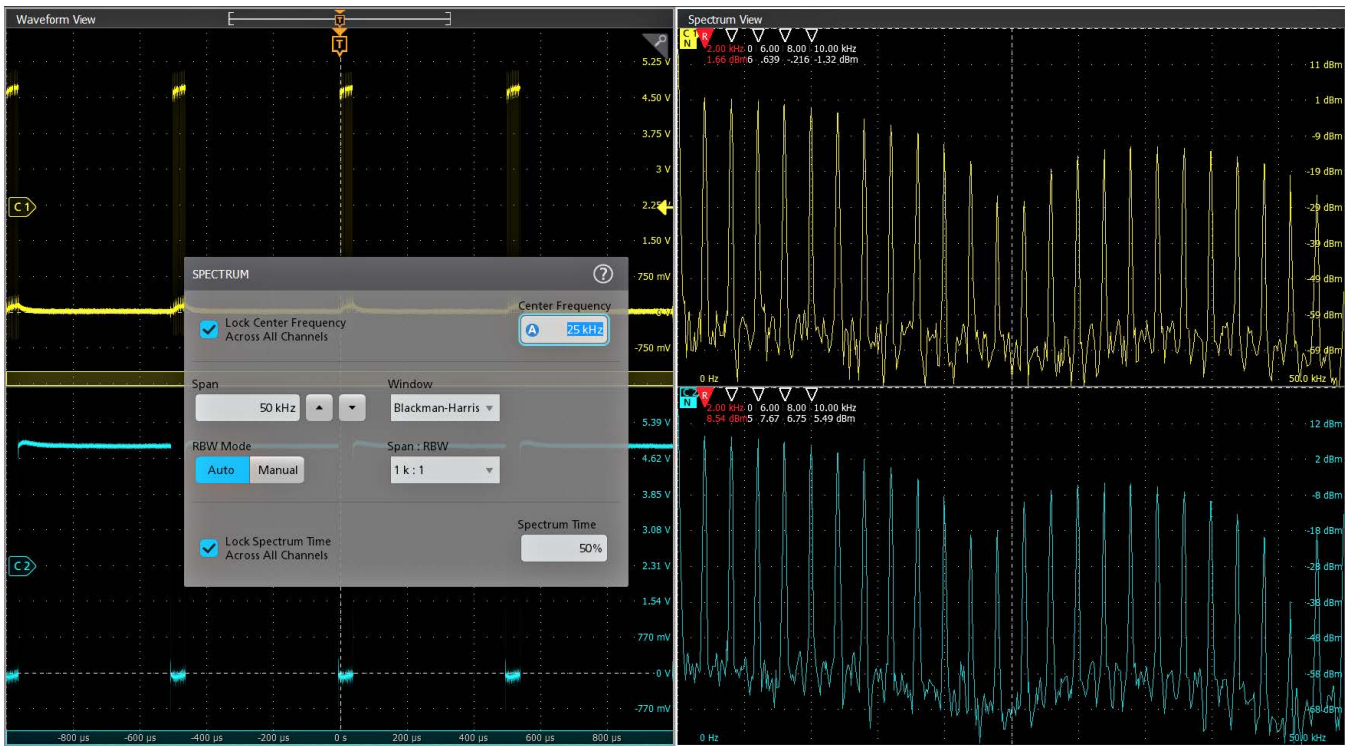 Waveform View
T
T
5.25 V
4.50 V
3.75 V
3 V
C 1
2.25 V
1.50 V
750 mV
-750 mV
SPECTRUM
?
Lock Center Frequency
Across All Channels
Center Frequency
A 25 kHz
Span
50 kHz
Window
Blackman-Harris
RBW Mode
Auto Manual
Span : RBW
1 k : 1
Lock Spectrum Time
Across All Channels
Spectrum Time
50%
5.39 V
4.62 V
3.85 V
3.08 V
C 2
2.31 V
1.54 V
770 mV
0 V
-770 mV
-800 µs -600 µs -400 µs -200 µs 0 s 200 µs 400 µs 600 µs 800 µs
Spectrum View
C 1
N
R
2.00 kHz 0 6.00 8.00 10.00 kHz
1.66 dBm 6 .639 -.216 -1.32 dBm
11 dBm
1 dBm
-9 dBm
-19 dBm
-29 dBm
-39 dBm
-49 dBm
-59 dBm
-69 dBm
0 Hz 50.0 kHz
C 2
N
R
2.00 kHz 0 6.00 8.00 10.00 kHz
8.54 dBm 5 7.67 6.75 5.49 dBm
12 dBm
2 dBm
-8 dBm
-18 dBm
-28 dBm
-38 dBm
-48 dBm
-58 dBm
-68 dBm
0 Hz 50.0 kHz